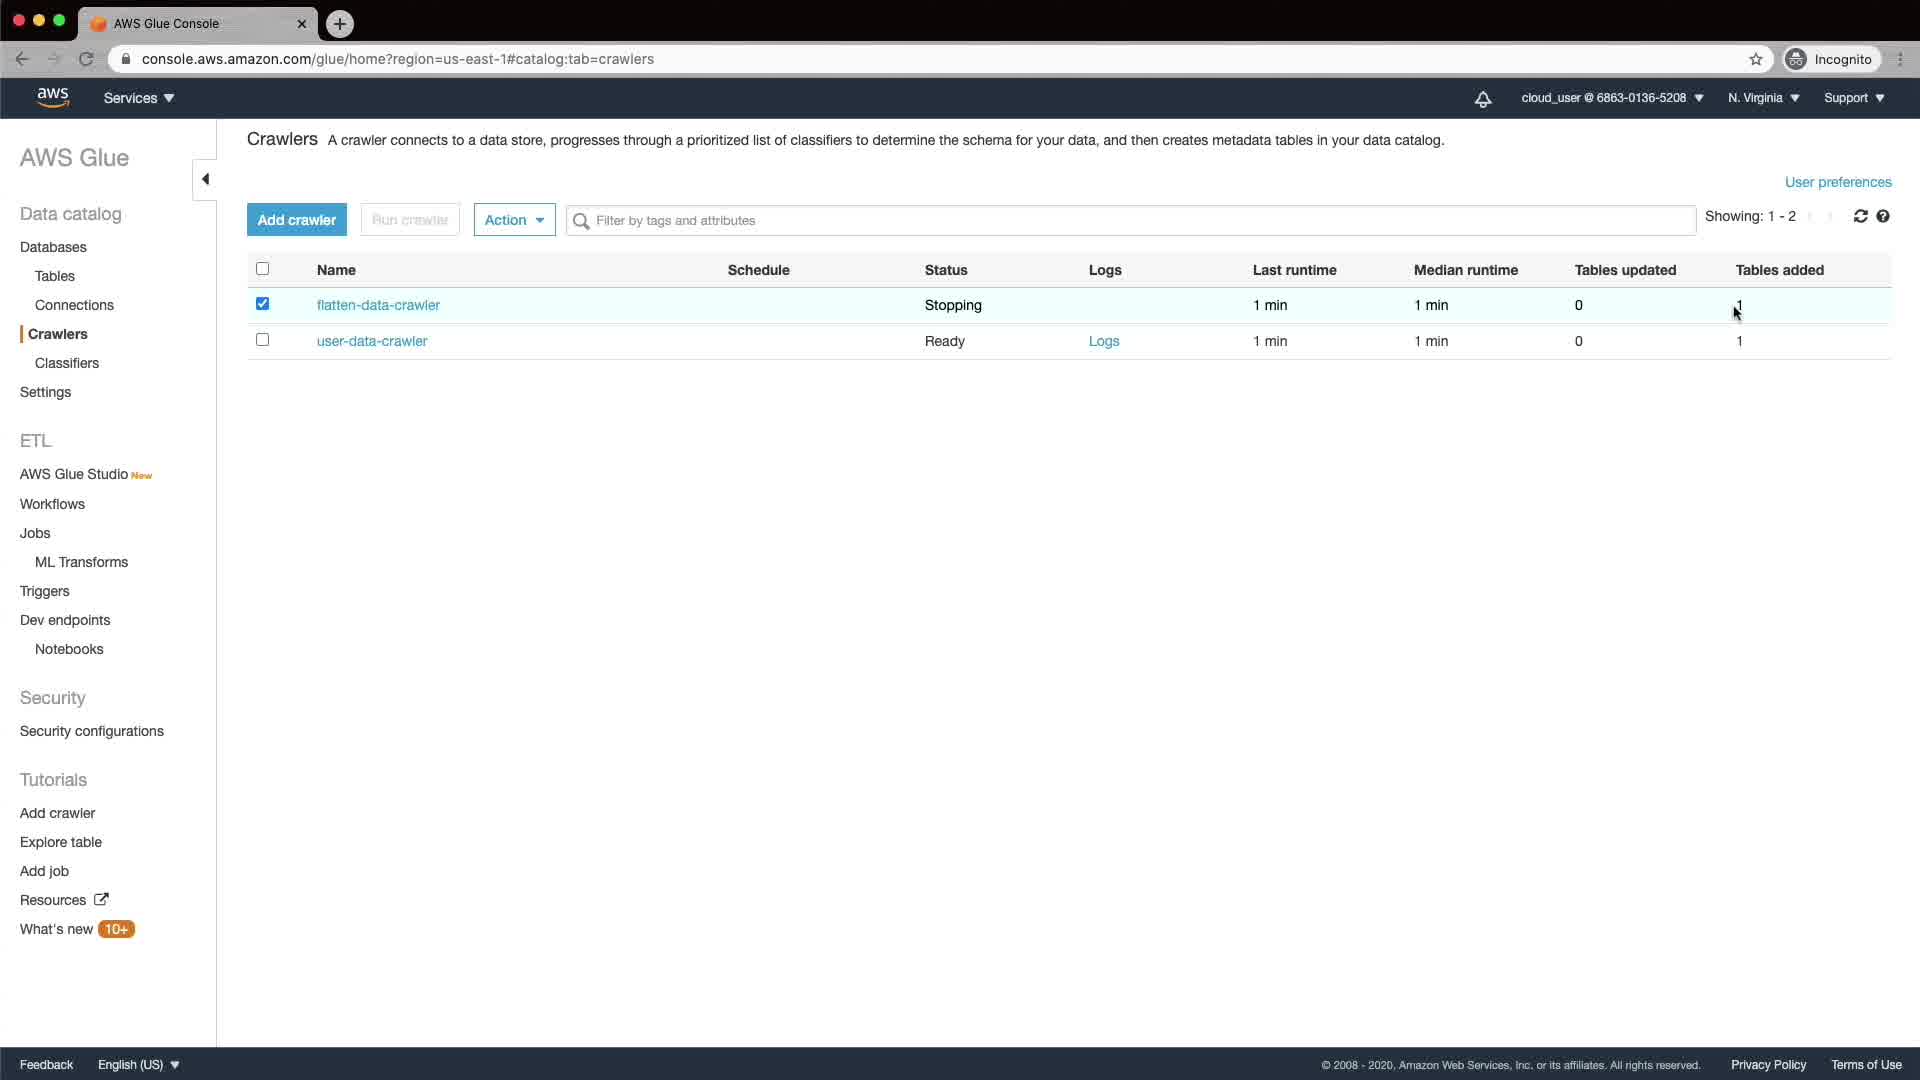 AWS Glue Console
console.aws.amazon.com/glue/home?region=us-east-1#catalog:tab=crawlers
Incognito
aws
Services
cloud_user @ 6863-0136-5208
N. Virginia
Support
AWS Glue
Data catalog
Databases
Tables
Connections
Crawlers
Classifiers
Settings
ETL
AWS Glue Studio New
Workflows
Jobs
ML Transforms
Triggers
Dev endpoints
Notebooks
Security
Security configurations
Tutorials
Add crawler
Explore table
Add job
Resources
What's new 10+
Crawlers A crawler connects to a data store, progresses through a prioritized list of classifiers to determine the schema for your data, and then creates metadata tables in your data catalog.
User preferences
Add crawler Run crawler Action Filter by tags and attributes Showing: 1 - 2
Name Schedule Status Logs Last runtime Median runtime Tables updated Tables added
flatten-data-crawler Stopping 1 min 1 min 0 1
user-data-crawler Ready Logs 1 min 1 min 0 1
Feedback English (US) © 2008 - 2020, Amazon Web Services, Inc. or its affiliates. All rights reserved. Privacy Policy Terms of Use